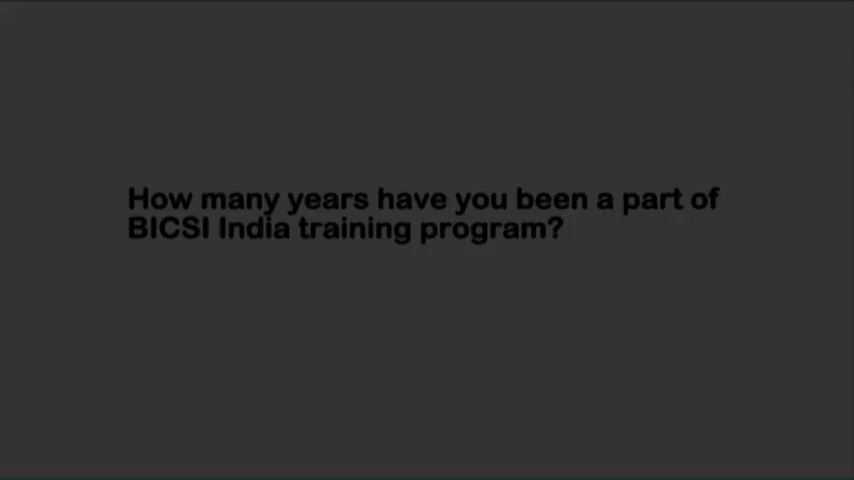 How many years have you been a part of
BICSI India training program?